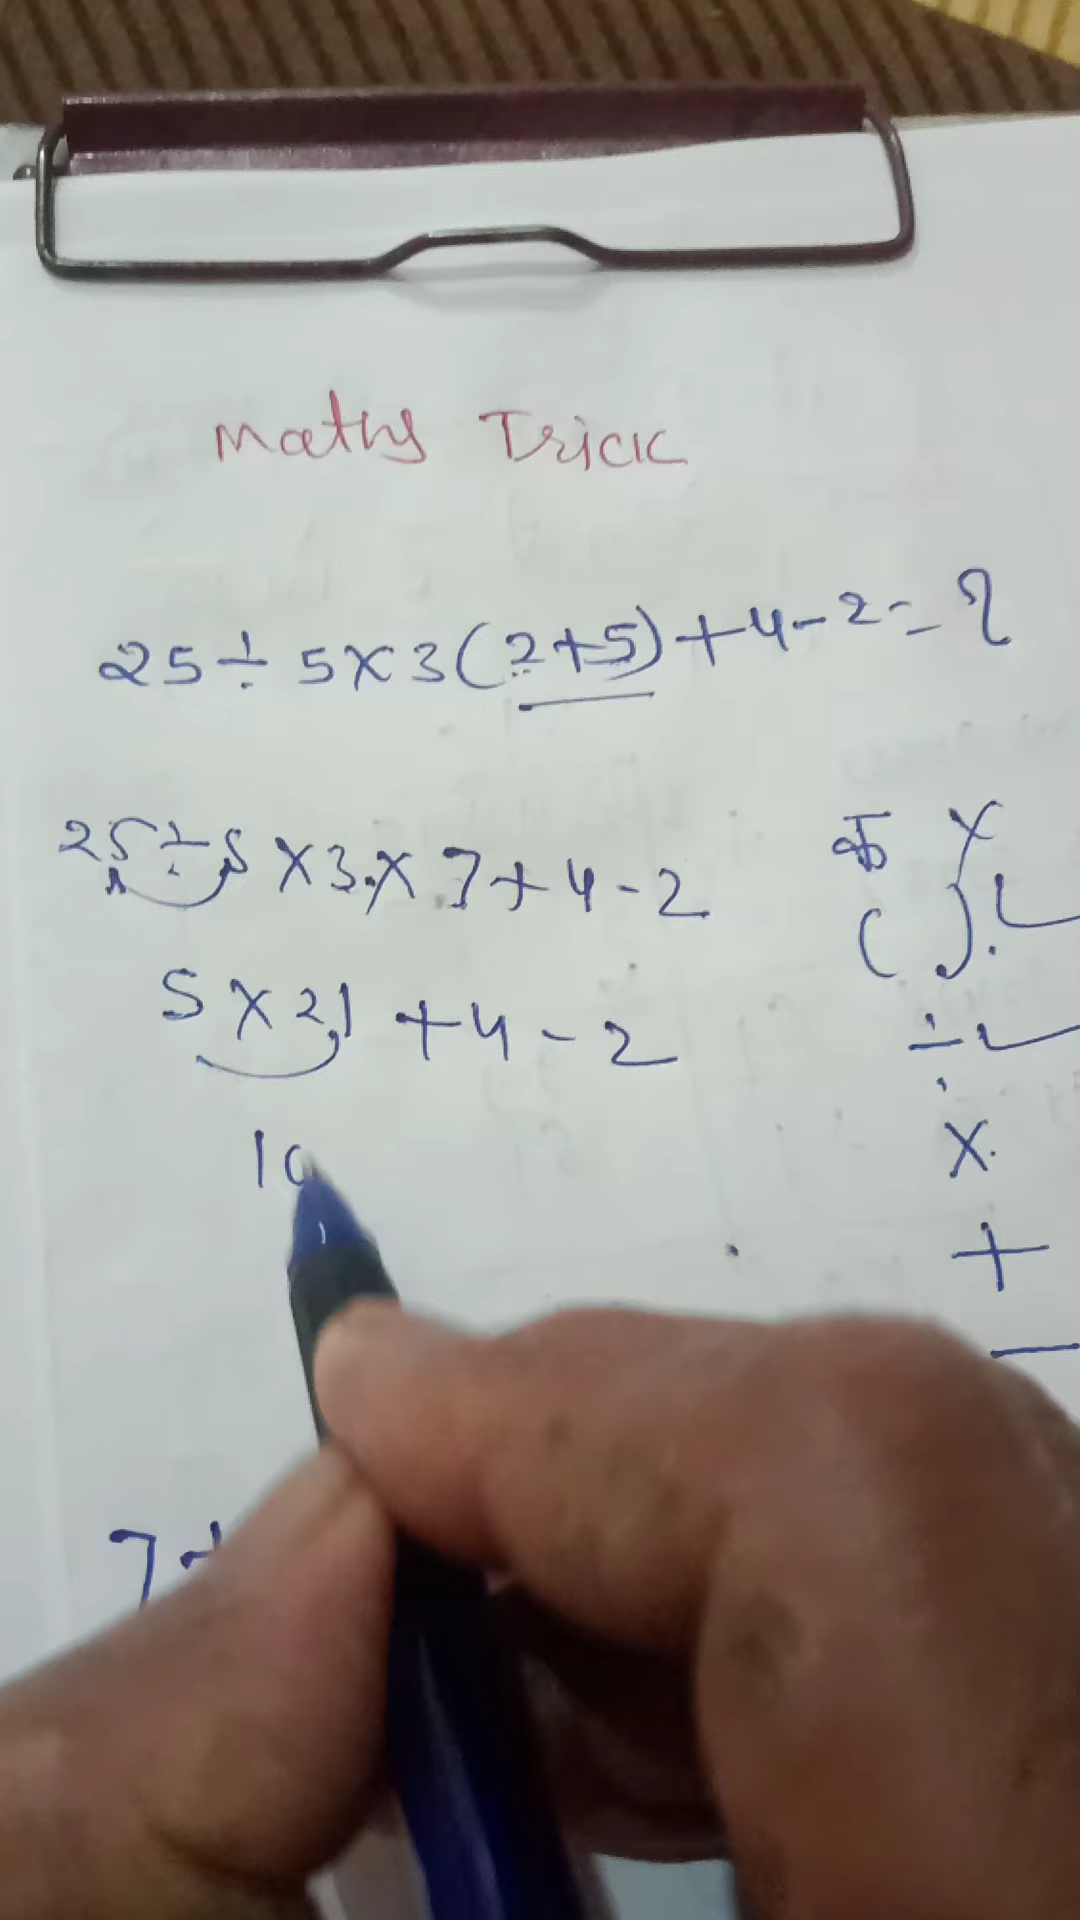 Maths Trick
25 ÷ 5 × 3 (2+5) + 4 - 2 = ?
25 ÷ 5 × 3 × 7 + 4 - 2
5 × 21 + 4 - 2
10
7 +
क ×
( )
÷
×
+
-